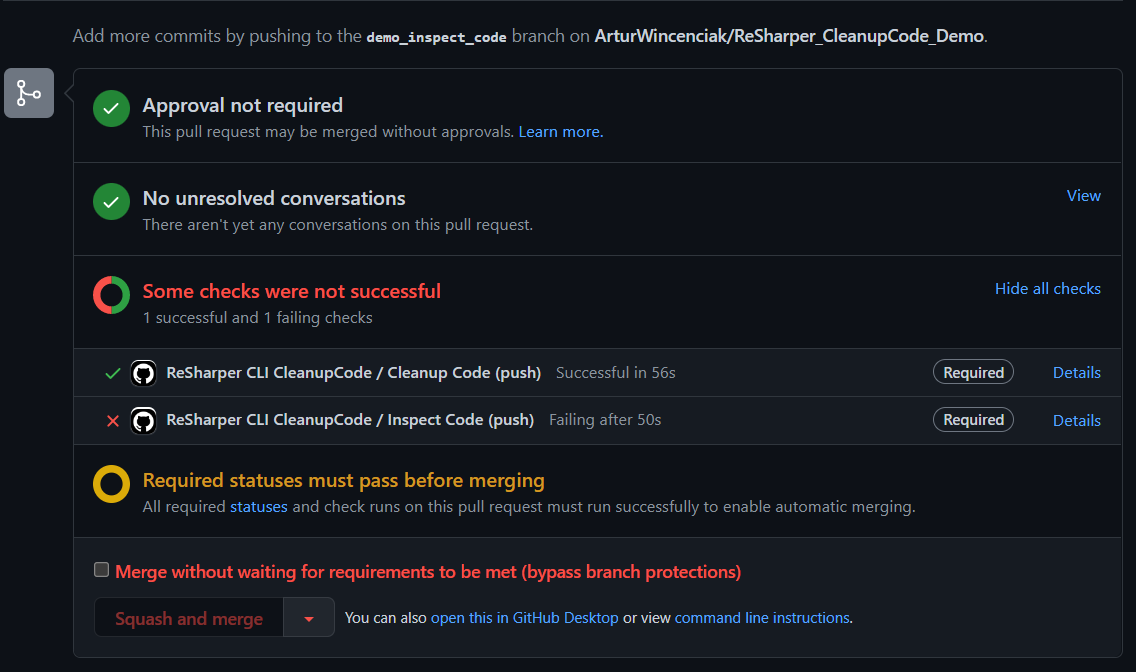 Add more commits by pushing to the demo_inspect_code branch on ArturWincenciak/ReSharper_CleanupCode_Demo.
Approval not required
This pull request may be merged without approvals. Learn more.
No unresolved conversations
View
There aren't yet any conversations on this pull request.
Some checks were not successful
Hide all checks
1 successful and 1 failing checks
ReSharper CLI CleanupCode / Cleanup Code (push) Successful in 56s Required Details
ReSharper CLI CleanupCode / Inspect Code (push) Failing after 50s Required Details
Required statuses must pass before merging
All required statuses and check runs on this pull request must run successfully to enable automatic merging.
Merge without waiting for requirements to be met (bypass branch protections)
Squash and merge You can also open this in GitHub Desktop or view command line instructions.